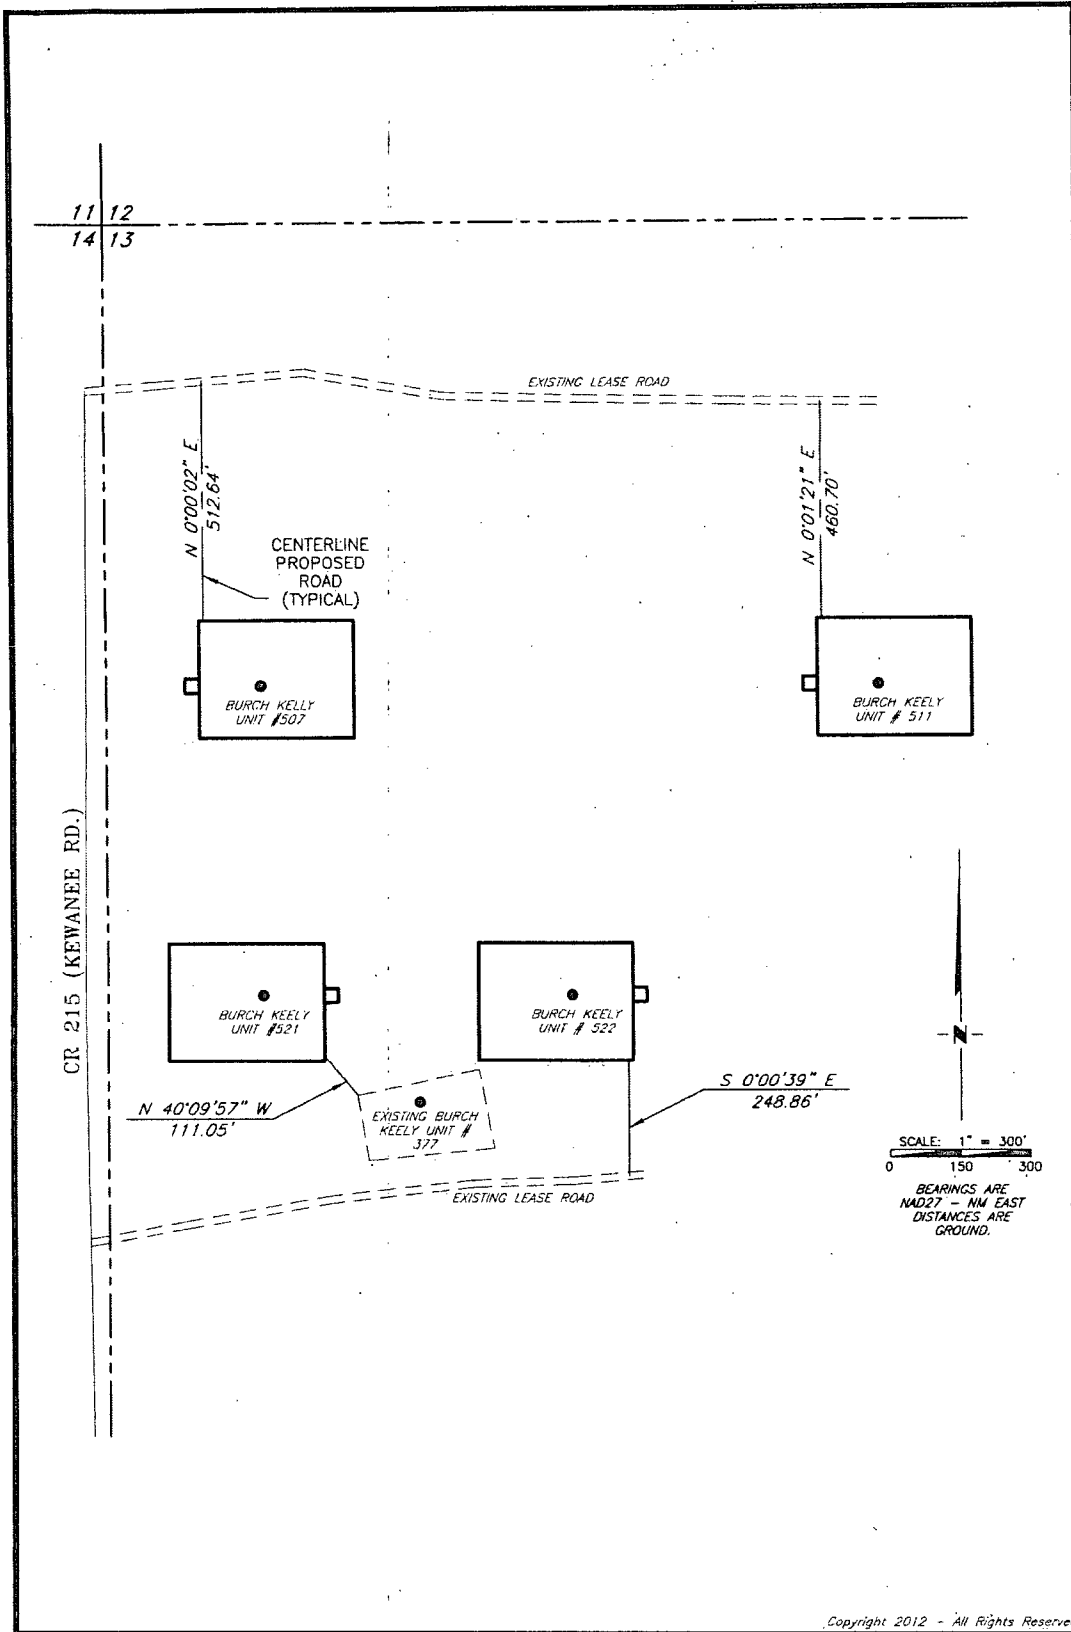 11 12
14 13
EXISTING LEASE ROAD
N 0°00'02" E
512.64'
N 0°01'21" E
460.70'
CENTERLINE
PROPOSED
ROAD
(TYPICAL)
BURCH KELLY
UNIT #507
BURCH KEELY
UNIT # 511
CR 215 (KEWANEE RD.)
BURCH KEELY
UNIT #521
BURCH KEELY
UNIT # 522
N 40°09'57" W
111.05'
EXISTING BURCH
KEELY UNIT #
377
S 0°00'39" E
248.86'
EXISTING LEASE ROAD
N
SCALE: 1" = 300'
0 150 300
BEARINGS ARE
NAD27 - NM EAST
DISTANCES ARE
GROUND.
Copyright 2012 - All Rights Reserve